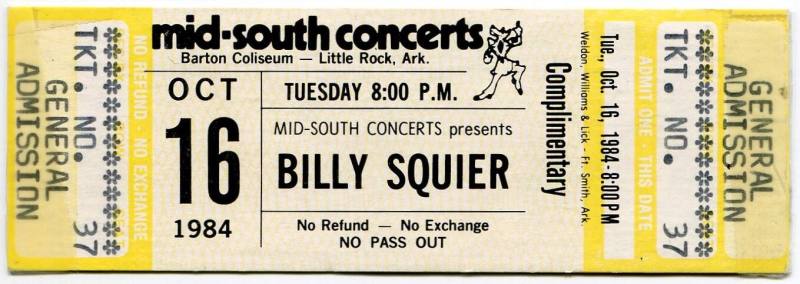 GENERAL
ADMISSION
TKT. NO. 37
NO REFUND - NO EXCHANGE
mid-south concerts
Barton Coliseum — Little Rock, Ark.
OCT
16
1984
TUESDAY 8:00 P.M.
MID-SOUTH CONCERTS presents
BILLY SQUIER
No Refund — No Exchange
NO PASS OUT
Complimentary
Weldon, Williams & Lick - Ft. Smith, Ark.
Tue., Oct. 16, 1984 - 8:00 PM
ADMIT ONE - THIS DATE
TKT. NO. 37
GENERAL
ADMISSION